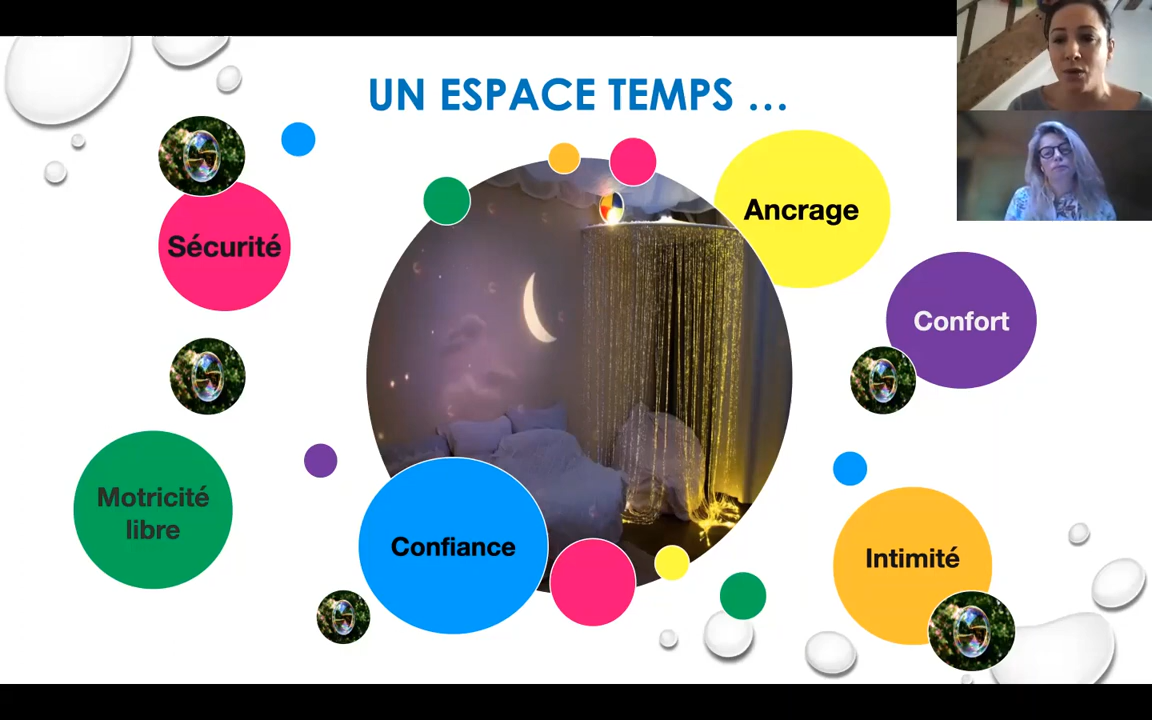 UN ESPACE TEMPS ...
Sécurité
Ancrage
Confort
Motricité
libre
Confiance
Intimité